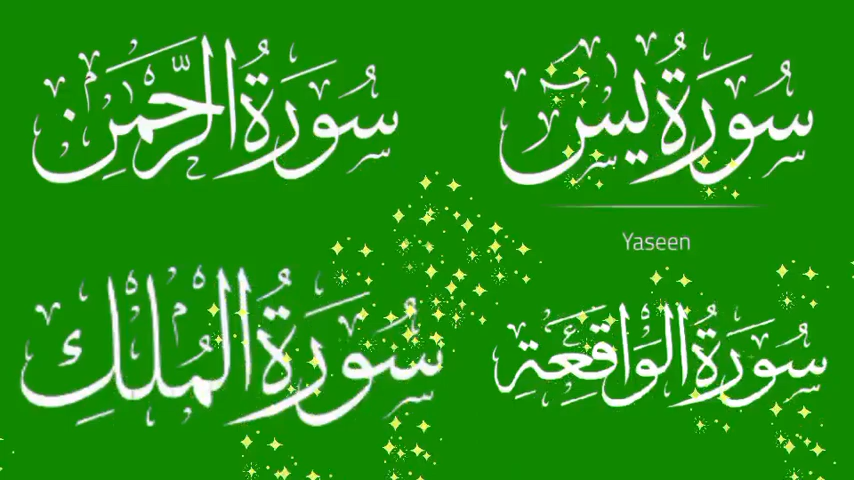 سُورَةُ الرَّحْمَٰن
سُورَةُ يس
Yaseen
سُورَةُ المُلْك
سُورَةُ الوَاقِعَة